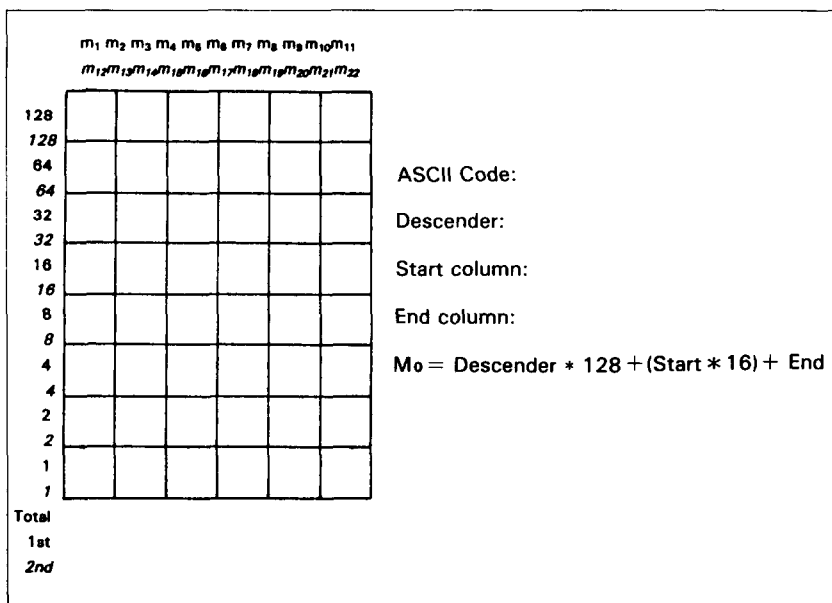 m₁ m₂ m₃ m₄ m₅ m₆ m₇ m₈ m₉ m₁₀ m₁₁
m₁₂ m₁₃ m₁₄ m₁₅ m₁₆ m₁₇ m₁₈ m₁₉ m₂₀ m₂₁ m₂₂
128
128
64
64
32
32
16
16
8
8
4
4
2
2
1
1
Total
1st
2nd
ASCII Code:
Descender:
Start column:
End column:
M₀ = Descender * 128 + (Start * 16) + End